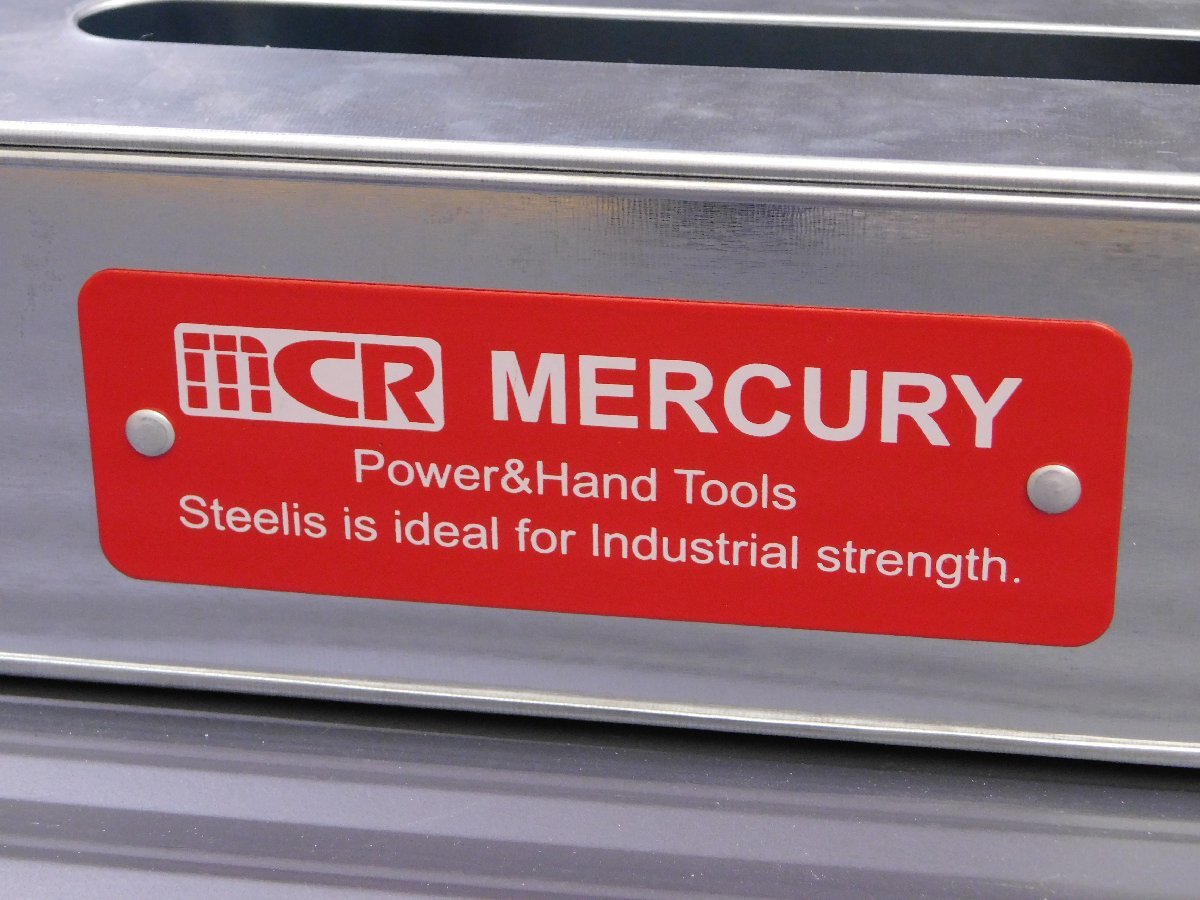 mCR MERCURY
Power&Hand Tools
Steelis is ideal for Industrial strength.